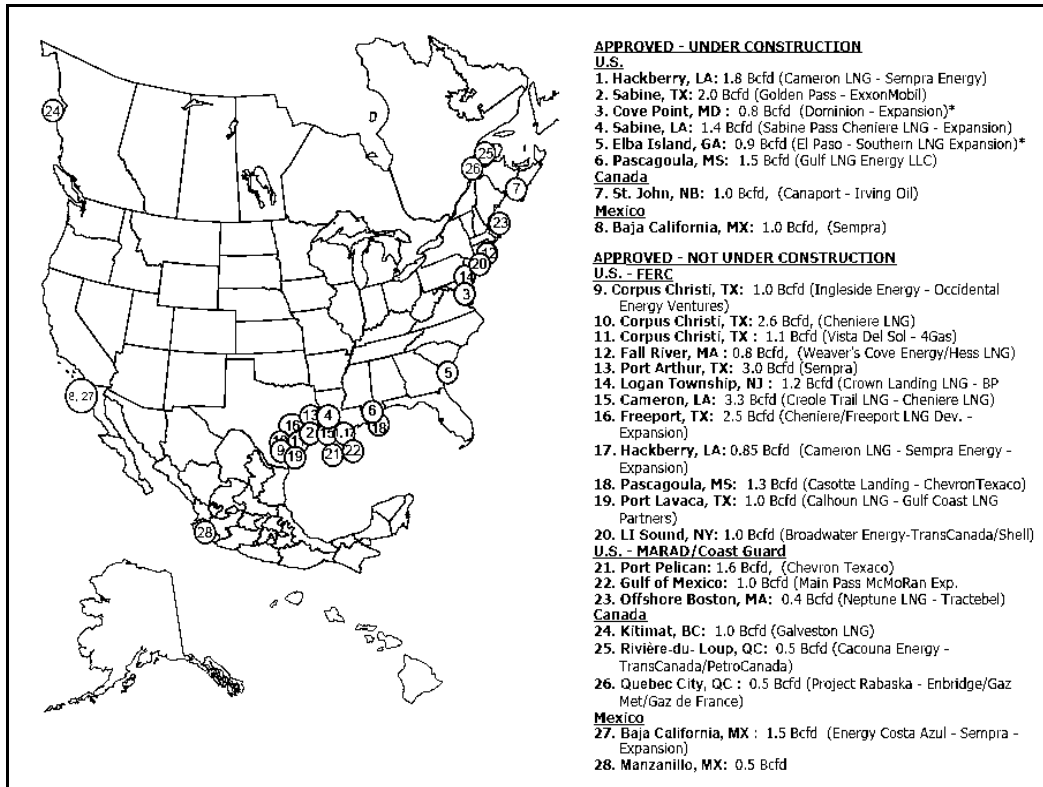 APPROVED - UNDER CONSTRUCTION
U.S.
1. Hackberry, LA: 1.8 Bcfd (Cameron LNG - Sempra Energy)
2. Sabine, TX: 2.0 Bcfd (Golden Pass - ExxonMobil)
3. Cove Point, MD : 0.8 Bcfd (Dominion - Expansion)*
4. Sabine, LA: 1.4 Bcfd (Sabine Pass Cheniere LNG - Expansion)
5. Elba Island, GA: 0.9 Bcfd (El Paso - Southern LNG Expansion)*
6. Pascagoula, MS: 1.5 Bcfd (Gulf LNG Energy LLC)
Canada
7. St. John, NB: 1.0 Bcfd, (Canaport - Irving Oil)
Mexico
8. Baja California, MX: 1.0 Bcfd, (Sempra)
APPROVED - NOT UNDER CONSTRUCTION
U.S. - FERC
9. Corpus Christi, TX: 1.0 Bcfd (Ingleside Energy - Occidental
Energy Ventures)
10. Corpus Christi, TX: 2.6 Bcfd, (Cheniere LNG)
11. Corpus Christi, TX : 1.1 Bcfd (Vista Del Sol - 4Gas)
12. Fall River, MA : 0.8 Bcfd, (Weaver's Cove Energy/Hess LNG)
13. Port Arthur, TX: 3.0 Bcfd (Sempra)
14. Logan Township, NJ : 1.2 Bcfd (Crown Landing LNG - BP
15. Cameron, LA: 3.3 Bcfd (Creole Trail LNG - Cheniere LNG)
16. Freeport, TX: 2.5 Bcfd (Cheniere/Freeport LNG Dev. -
Expansion)
17. Hackberry, LA: 0.85 Bcfd (Cameron LNG - Sempra Energy -
Expansion)
18. Pascagoula, MS: 1.3 Bcfd (Casotte Landing - ChevronTexaco)
19. Port Lavaca, TX: 1.0 Bcfd (Calhoun LNG - Gulf Coast LNG
Partners)
20. LI Sound, NY: 1.0 Bcfd (Broadwater Energy-TransCanada/Shell)
U.S. - MARAD/Coast Guard
21. Port Pelican: 1.6 Bcfd, (Chevron Texaco)
22. Gulf of Mexico: 1.0 Bcfd (Main Pass McMoRan Exp.
23. Offshore Boston, MA: 0.4 Bcfd (Neptune LNG - Tractebel)
Canada
24. Kitimat, BC: 1.0 Bcfd (Galveston LNG)
25. Rivière-du- Loup, QC: 0.5 Bcfd (Cacouna Energy -
TransCanada/PetroCanada)
26. Quebec City, QC : 0.5 Bcfd (Project Rabaska - Enbridge/Gaz
Met/Gaz de France)
Mexico
27. Baja California, MX : 1.5 Bcfd (Energy Costa Azul - Sempra -
Expansion)
28. Manzanillo, MX: 0.5 Bcfd
24
25
26
7
23
12
20
14
3
5
8, 27
6
18
13
4
16
2
15
9
19
21
22
28